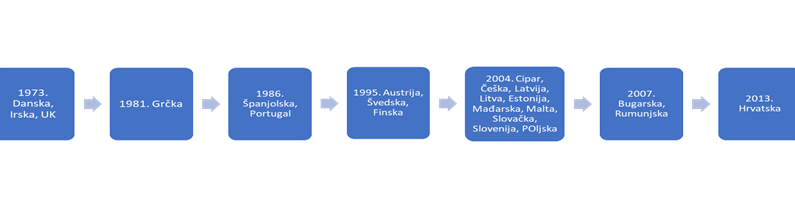 1973.
Danska,
Irska, UK
1981. Grčka
1986.
Španjolska,
Portugal
1995. Austrija,
Švedska,
Finska
2004. Cipar,
Češka, Latvija,
Litva, Estonija,
Mađarska, Malta,
Slovačka,
Slovenija, POljska
2007.
Bugarska,
Rumunjska
2013.
Hrvatska